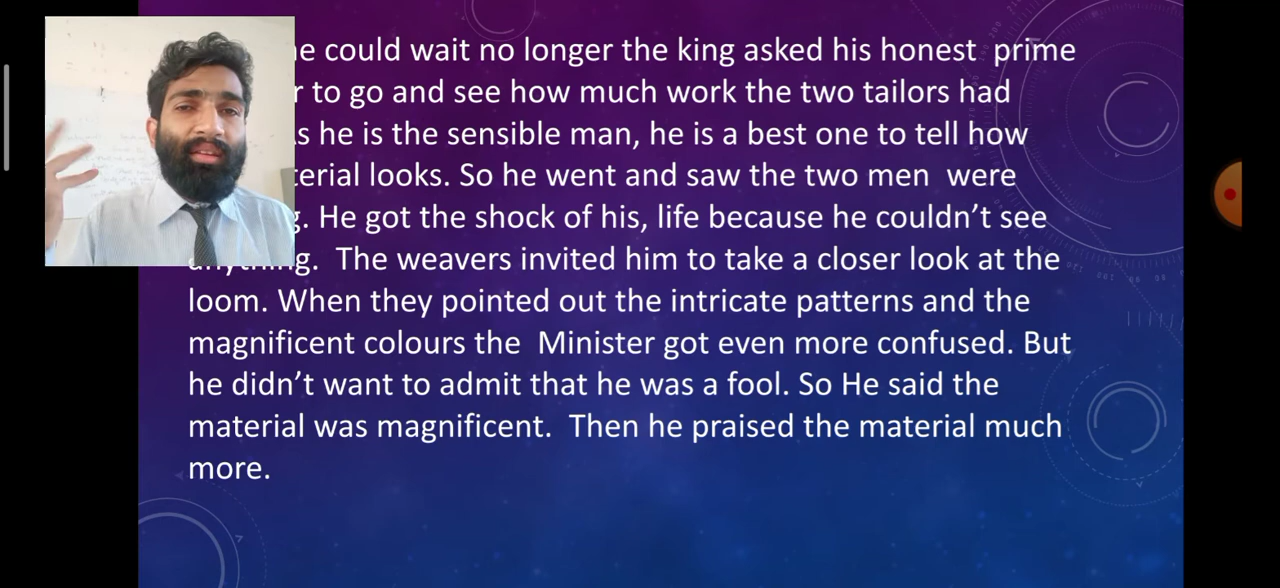 he could wait no longer the king asked his honest prime
r to go and see how much work the two tailors had
s he is the sensible man, he is a best one to tell how
terial looks. So he went and saw the two men were
g. He got the shock of his, life because he couldn’t see
anything. The weavers invited him to take a closer look at the
loom. When they pointed out the intricate patterns and the
magnificent colours the Minister got even more confused. But
he didn’t want to admit that he was a fool. So He said the
material was magnificent. Then he praised the material much
more.